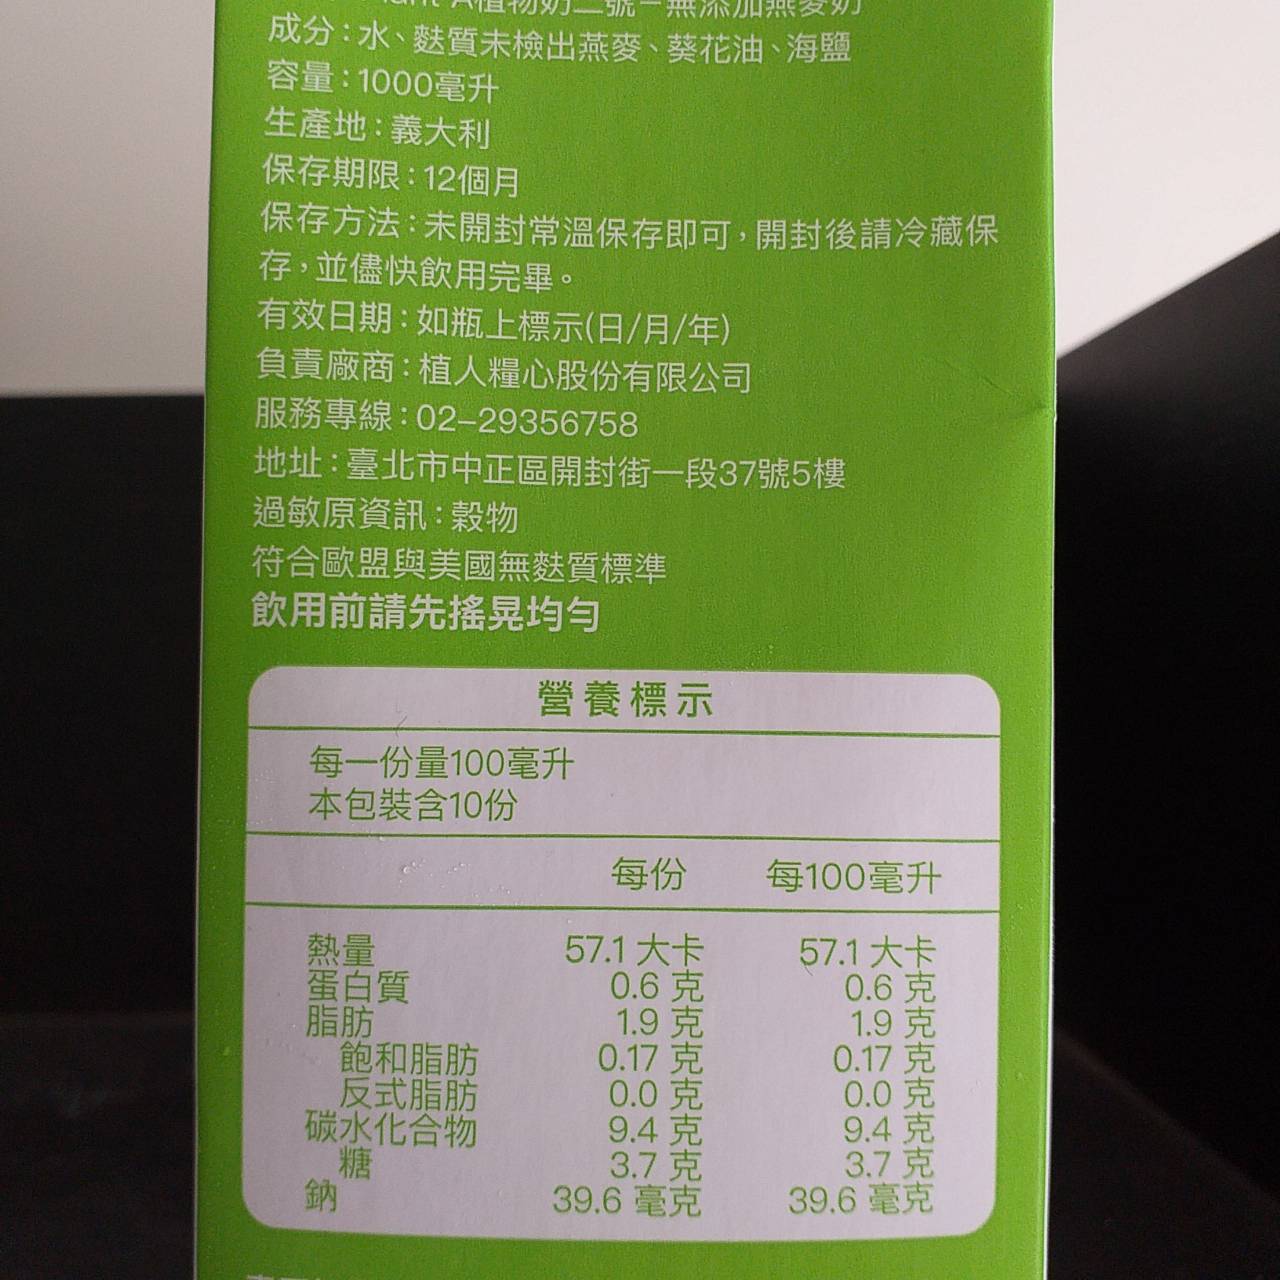 A植物奶二號－無添加燕麥奶
成分：水、麩質未檢出燕麥、葵花油、海鹽
容量：1000毫升
生產地：義大利
保存期限：12個月
保存方法：未開封常溫保存即可，開封後請冷藏保
存，並儘快飲用完畢。
有效日期：如瓶上標示(日/月/年)
負責廠商：植人糧心股份有限公司
服務專線：02-29356758
地址：臺北市中正區開封街一段37號5樓
過敏原資訊：穀物
符合歐盟與美國無麩質標準
飲用前請先搖晃均勻
營養標示
每一份量100毫升
本包裝含10份
每份 每100毫升
熱量 57.1 大卡 57.1 大卡
蛋白質 0.6 克 0.6 克
脂肪 1.9 克 1.9 克
飽和脂肪 0.17 克 0.17 克
反式脂肪 0.0 克 0.0 克
碳水化合物 9.4 克 9.4 克
糖 3.7 克 3.7 克
鈉 39.6 毫克 39.6 毫克